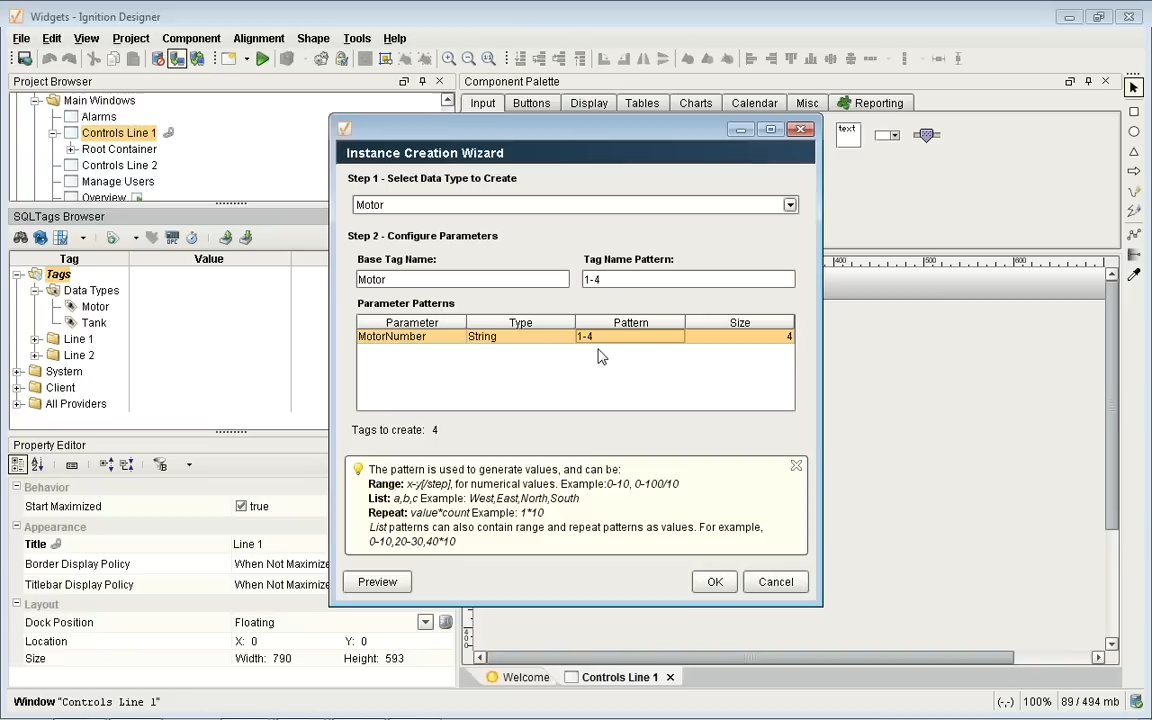 Widgets - Ignition Designer
File Edit View Project Component Alignment Shape Tools Help
Project Browser
Main Windows
Alarms
Controls Line 1
Root Container
Controls Line 2
Manage Users
Overview
SQLTags Browser
Tag Value
Tags
Data Types
Motor
Tank
Line 1
Line 2
System
Client
All Providers
Property Editor
Behavior
Start Maximized true
Appearance
Title Line 1
Border Display Policy When Not Maximize
Titlebar Display Policy When Not Maximize
Layout
Dock Position Floating
Location X: 0 Y: 0
Size Width: 790 Height: 593
Component Palette
Input Buttons Display Tables Charts Calendar Misc Reporting
text
400 500 600 700
Instance Creation Wizard
Step 1 - Select Data Type to Create
Motor
Step 2 - Configure Parameters
Base Tag Name: Tag Name Pattern:
Motor 1-4
Parameter Patterns
Parameter Type Pattern Size
MotorNumber String 1-4 4
Tags to create: 4
The pattern is used to generate values, and can be:
Range: x-y[/step], for numerical values. Example:0-10, 0-100/10
List: a,b,c Example: West,East,North,South
Repeat: value*count Example: 1*10
List patterns can also contain range and repeat patterns as values. For example,
0-10,20-30,40*10
Preview OK Cancel
Welcome Controls Line 1
Window "Controls Line 1" (-,-) 100% 89 / 494 mb